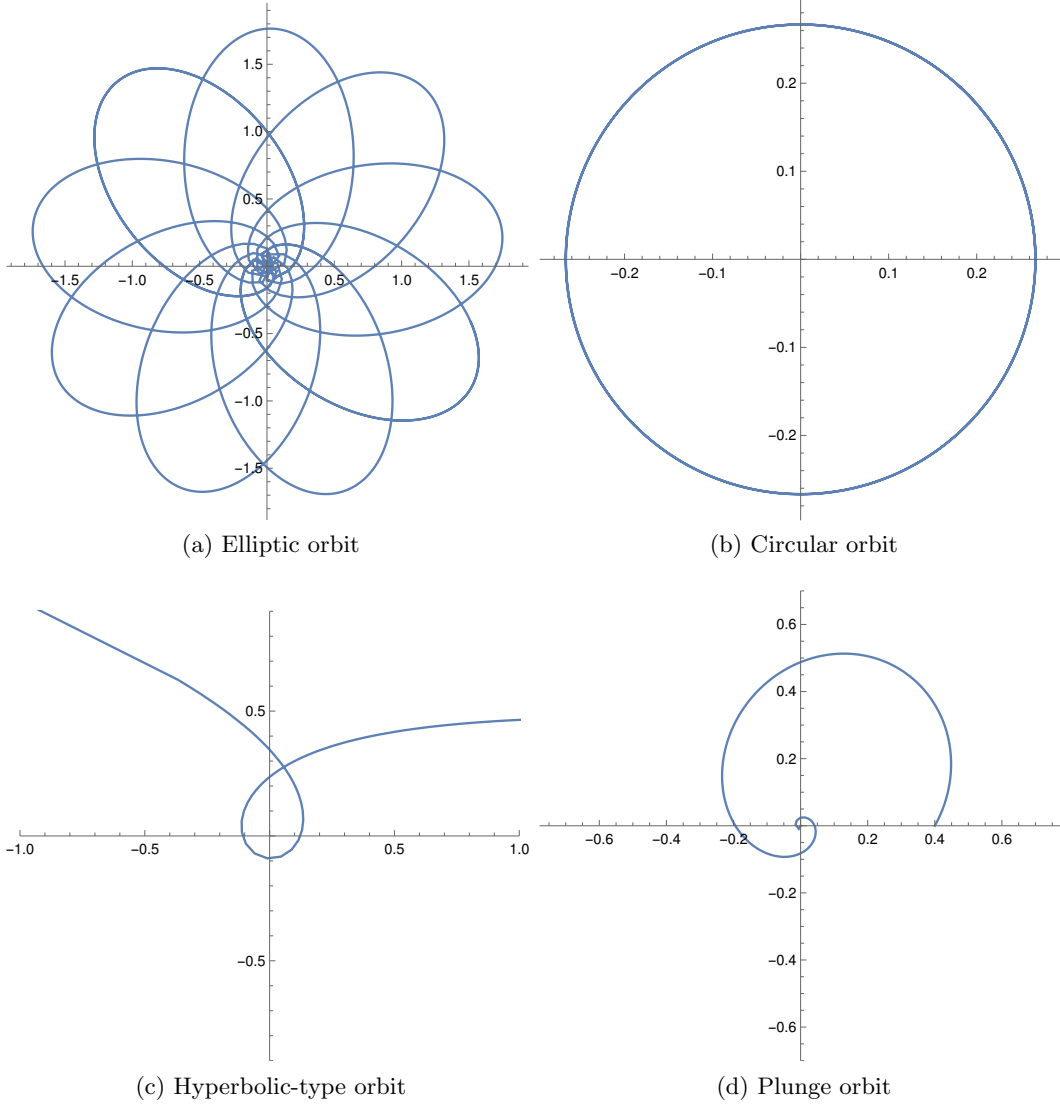 1.5
1.0
0.5
−1.5 −1.0 −0.5 0.5 1.0 1.5
−0.5
−1.0
−1.5
(a) Elliptic orbit
0.2
0.1
−0.2 −0.1 0.1 0.2
−0.1
−0.2
(b) Circular orbit
0.5
−1.0 −0.5 0.5 1.0
−0.5
(c) Hyperbolic-type orbit
0.6
0.4
0.2
−0.6 −0.4 −0.2 0.2 0.4 0.6
−0.2
−0.4
−0.6
(d) Plunge orbit